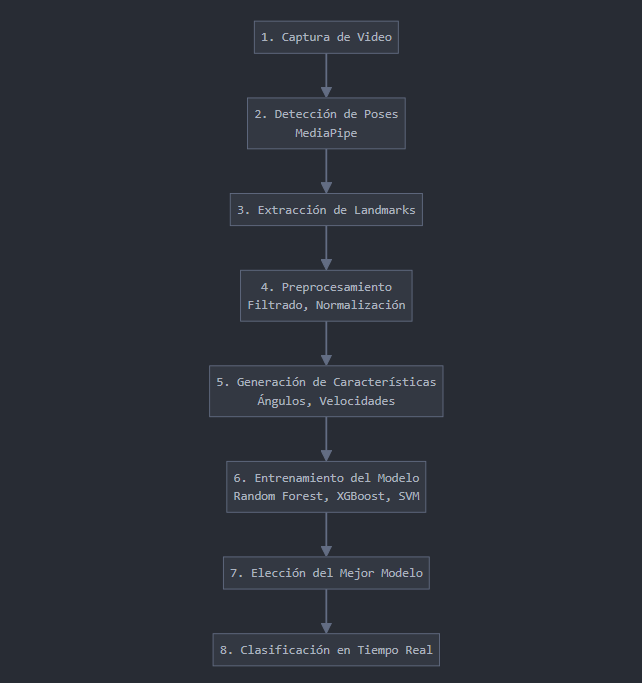 1. Captura de Video
2. Detección de Poses
MediaPipe
3. Extracción de Landmarks
4. Preprocesamiento
Filtrado, Normalización
5. Generación de Características
Ángulos, Velocidades
6. Entrenamiento del Modelo
Random Forest, XGBoost, SVM
7. Elección del Mejor Modelo
8. Clasificación en Tiempo Real